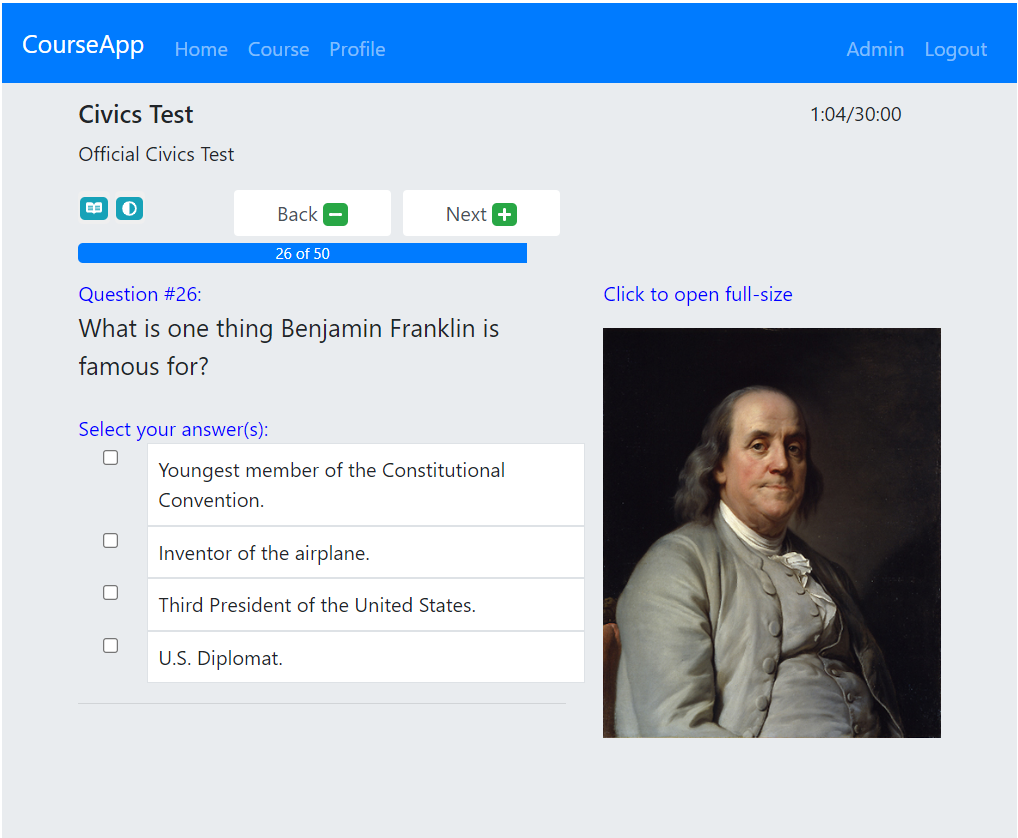 CourseApp Home Course Profile Admin Logout
Civics Test 1:04/30:00
Official Civics Test
Back Next
26 of 50
Question #26:
What is one thing Benjamin Franklin is
famous for?
Select your answer(s):
Youngest member of the Constitutional
Convention.
Inventor of the airplane.
Third President of the United States.
U.S. Diplomat.
Click to open full-size